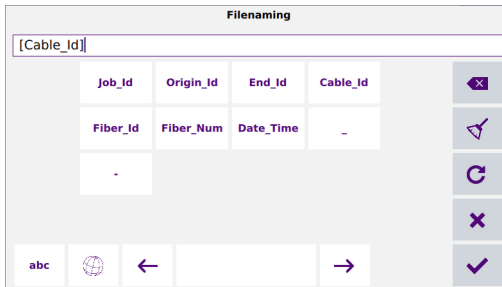 Filenaming
[Cable_Id]
Job_Id Origin_Id End_Id Cable_Id
Fiber_Id Fiber_Num Date_Time _
-
abc